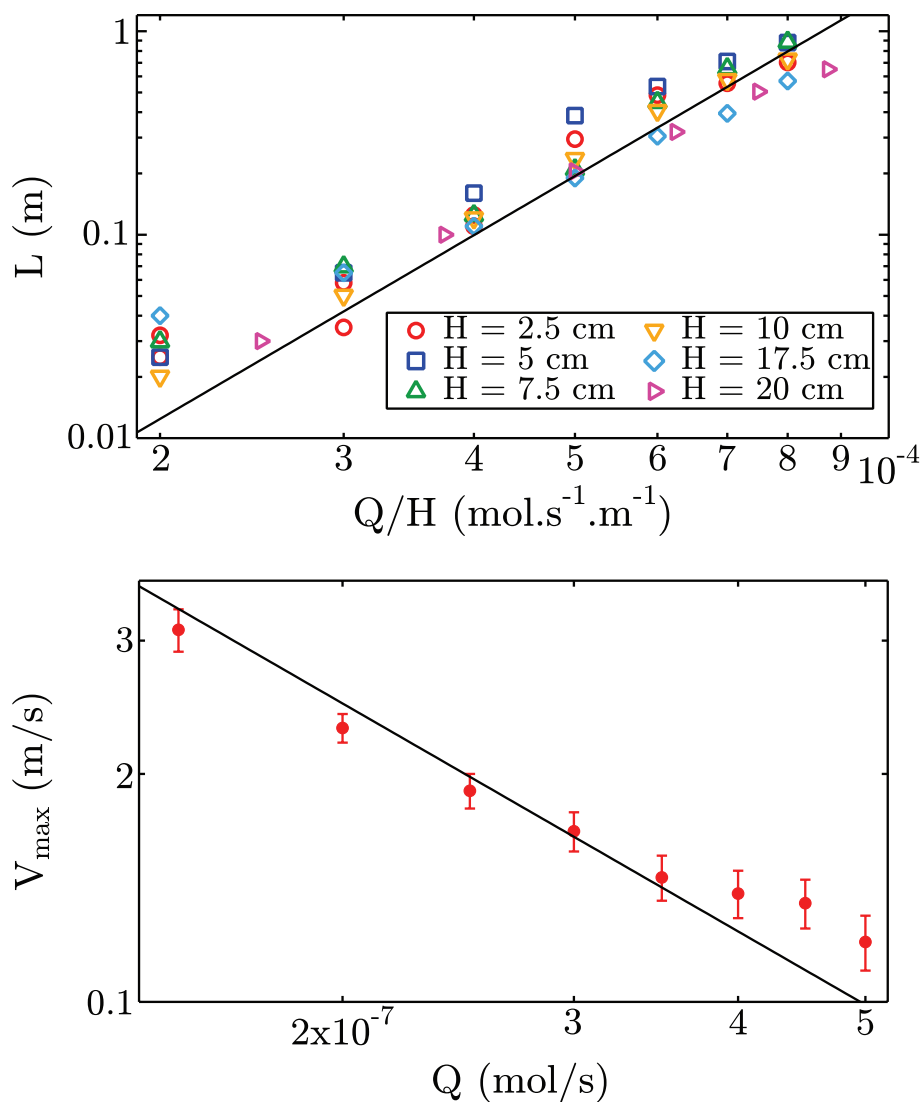 1
0.1
0.01
L (m)
H = 2.5 cm
H = 5 cm
H = 7.5 cm
H = 10 cm
H = 17.5 cm
H = 20 cm
2 3 4 5 6 7 8 9 10⁻⁴
Q/H (mol.s⁻¹.m⁻¹)
3
2
0.1
V_max (m/s)
2x10⁻⁷ 3 4 5
Q (mol/s)